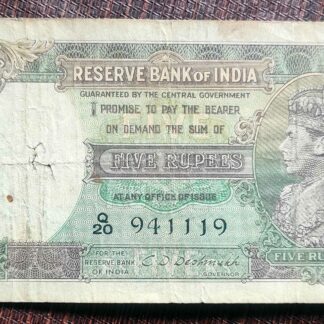 RESERVE BANK OF INDIA
GUARANTEED BY THE CENTRAL GOVERNMENT
I PROMISE TO PAY THE BEARER
ON DEMAND THE SUM OF
FIVE RUPEES
AT ANY OFFICE OF ISSUE
Q/20 941119
FOR THE RESERVE BANK OF INDIA
C D Deshmukh
GOVERNOR
FIVE RU